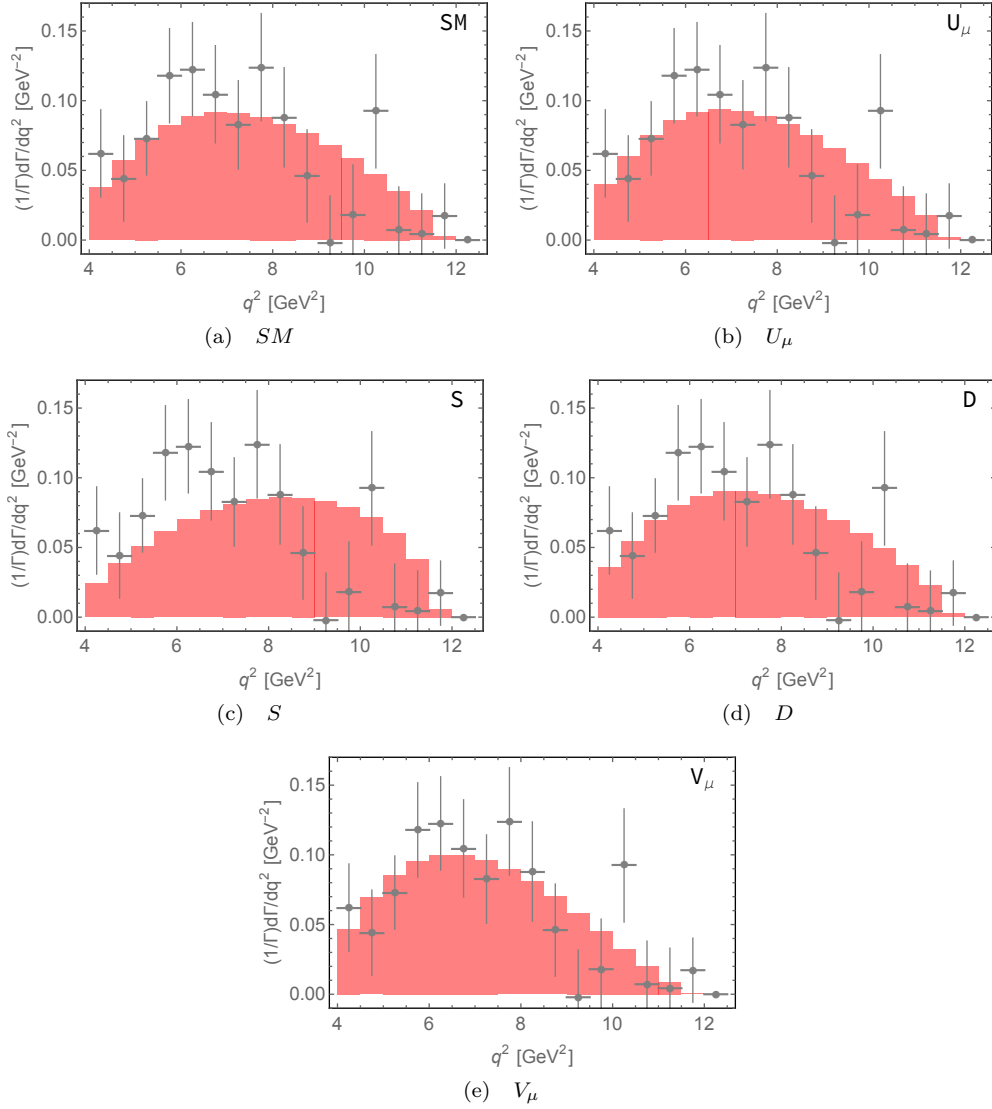 SM
(1/Γ)dΓ/dq² [GeV⁻²]
0.15
0.10
0.05
0.00
4 6 8 10 12
q² [GeV²]
(a) SM
U_μ
(1/Γ)dΓ/dq² [GeV⁻²]
0.15
0.10
0.05
0.00
4 6 8 10 12
q² [GeV²]
(b) U_μ
S
(1/Γ)dΓ/dq² [GeV⁻²]
0.15
0.10
0.05
0.00
4 6 8 10 12
q² [GeV²]
(c) S
D
(1/Γ)dΓ/dq² [GeV⁻²]
0.15
0.10
0.05
0.00
4 6 8 10 12
q² [GeV²]
(d) D
V_μ
(1/Γ)dΓ/dq² [GeV⁻²]
0.15
0.10
0.05
0.00
4 6 8 10 12
q² [GeV²]
(e) V_μ